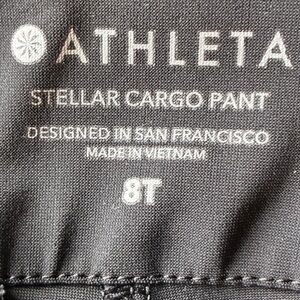 ATHLETA
STELLAR CARGO PANT
DESIGNED IN SAN FRANCISCO
MADE IN VIETNAM
8T